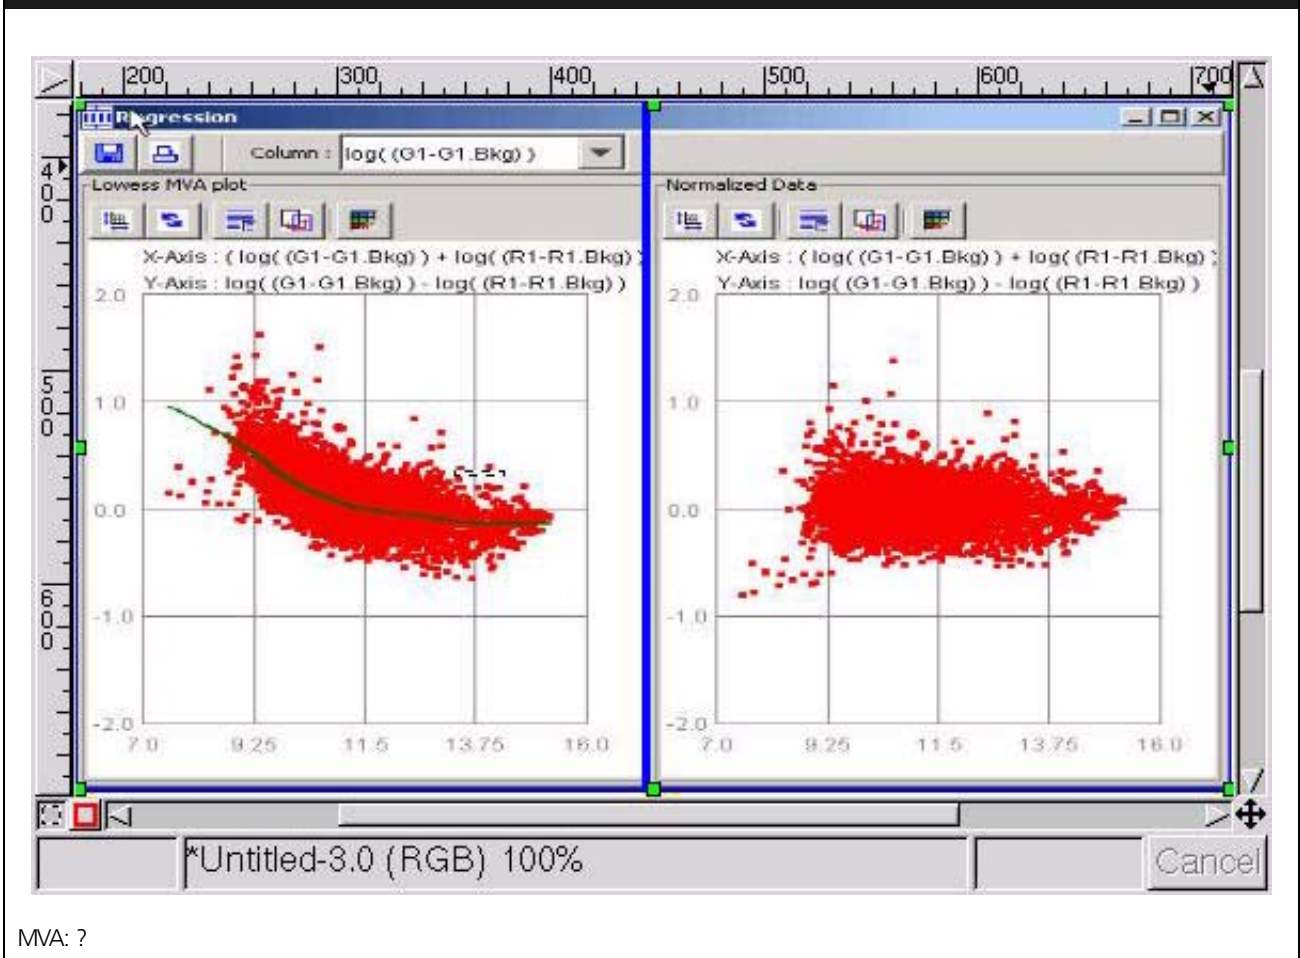 200 300 400 500 600 700
Regression
Column : log( (G1-G1.Bkg) )
400
Lowess MVA plot
X-Axis : ( log( (G1-G1.Bkg) ) + log( (R1-R1.Bkg) )
Y-Axis : log( (G1-G1.Bkg) ) - log( (R1-R1.Bkg) )
2.0
1.0
0.0
-1.0
-2.0
7.0 9.25 11.5 13.75 16.0
Normalized Data
X-Axis : ( log( (G1-G1.Bkg) ) + log( (R1-R1.Bkg) )
Y-Axis : log( (G1-G1.Bkg) ) - log( (R1-R1.Bkg) )
2.0
1.0
0.0
-1.0
-2.0
7.0 9.25 11.5 13.75 16.0
500
600
*Untitled-3.0 (RGB) 100%
Cancel
MVA: ?